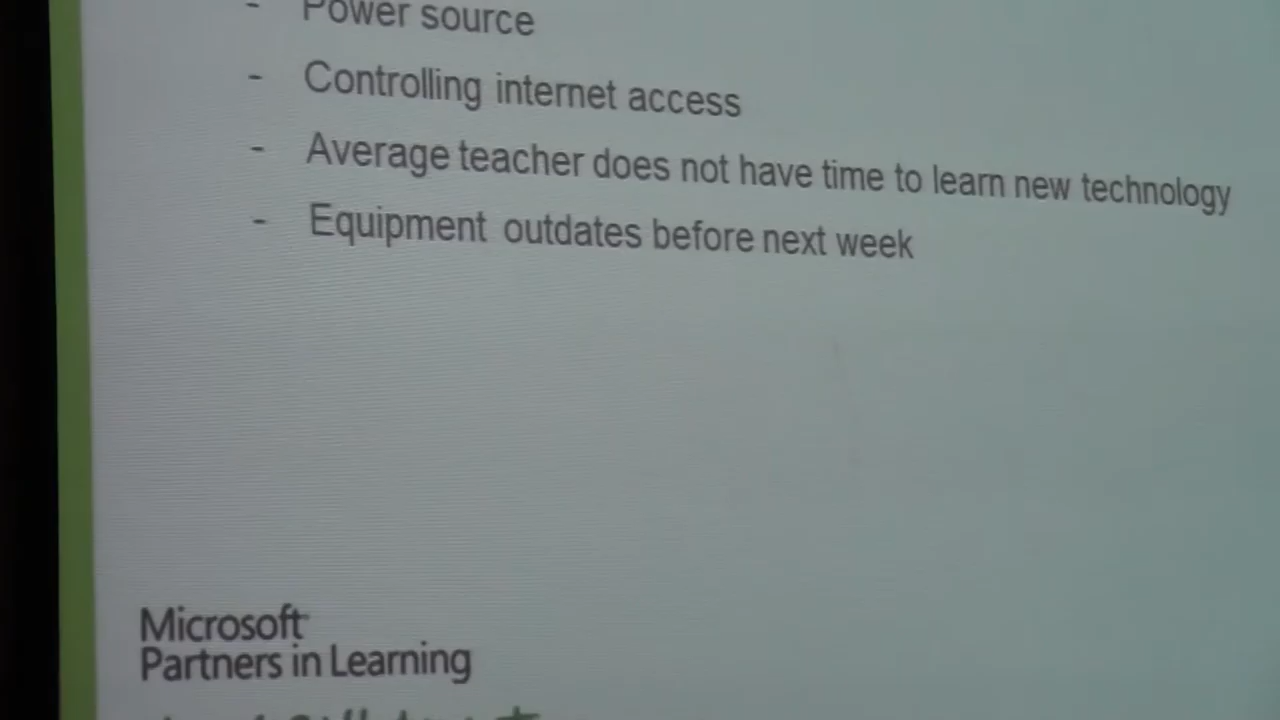 - Power source
- Controlling internet access
- Average teacher does not have time to learn new technology
- Equipment outdates before next week
Microsoft
Partners in Learning